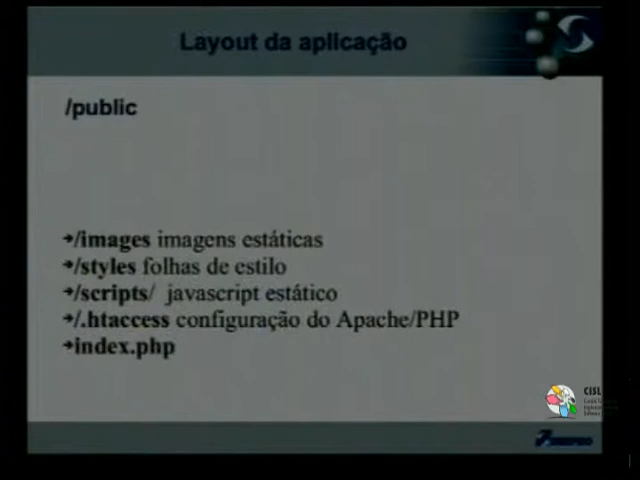 Layout da aplicação
/public
➔/images imagens estáticas
➔/styles folhas de estilo
➔/scripts/ javascript estático
➔/.htaccess configuração do Apache/PHP
➔index.php
CISL